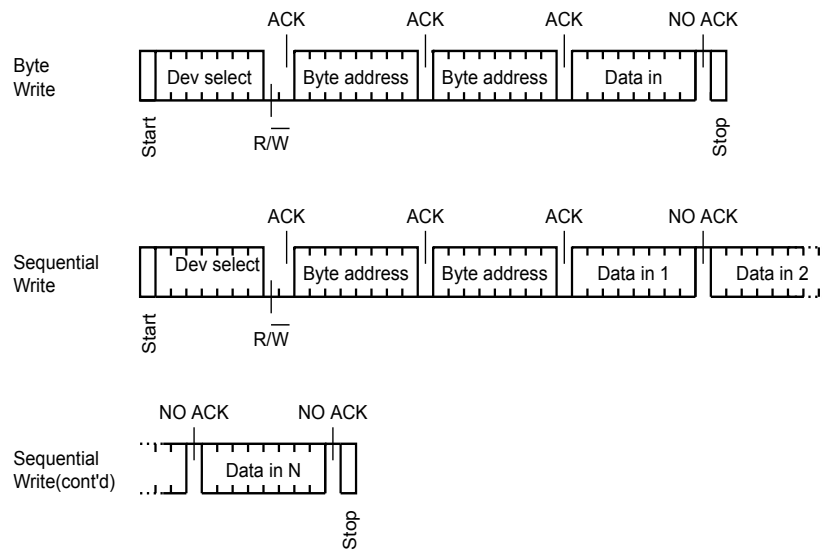 ACK ACK ACK NO ACK
Byte
Write
Dev select Byte address Byte address Data in
Start
R/W̅
Stop
ACK ACK ACK NO ACK
Sequential
Write
Dev select Byte address Byte address Data in 1 Data in 2
Start
R/W̅
NO ACK NO ACK
Sequential
Write(cont'd)
Data in N
Stop